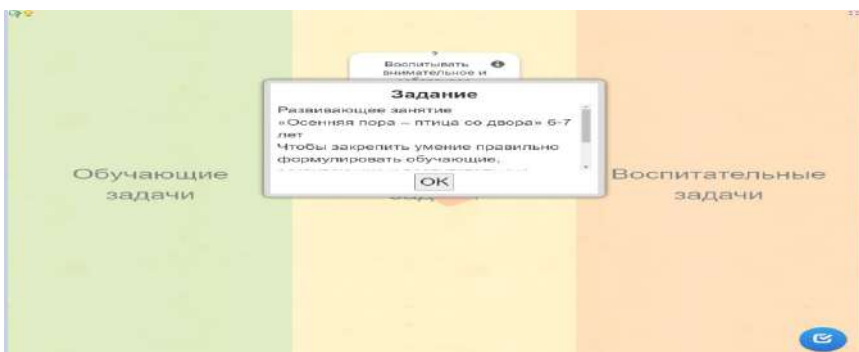 Воспитывать
внимательное и
Задание
Развивающее занятие
«Осенняя пора – птица со двора» 6-7
лет
Чтобы закрепить умение правильно
формулировать обучающие,
OK
Обучающие
задачи
Воспитательные
задачи